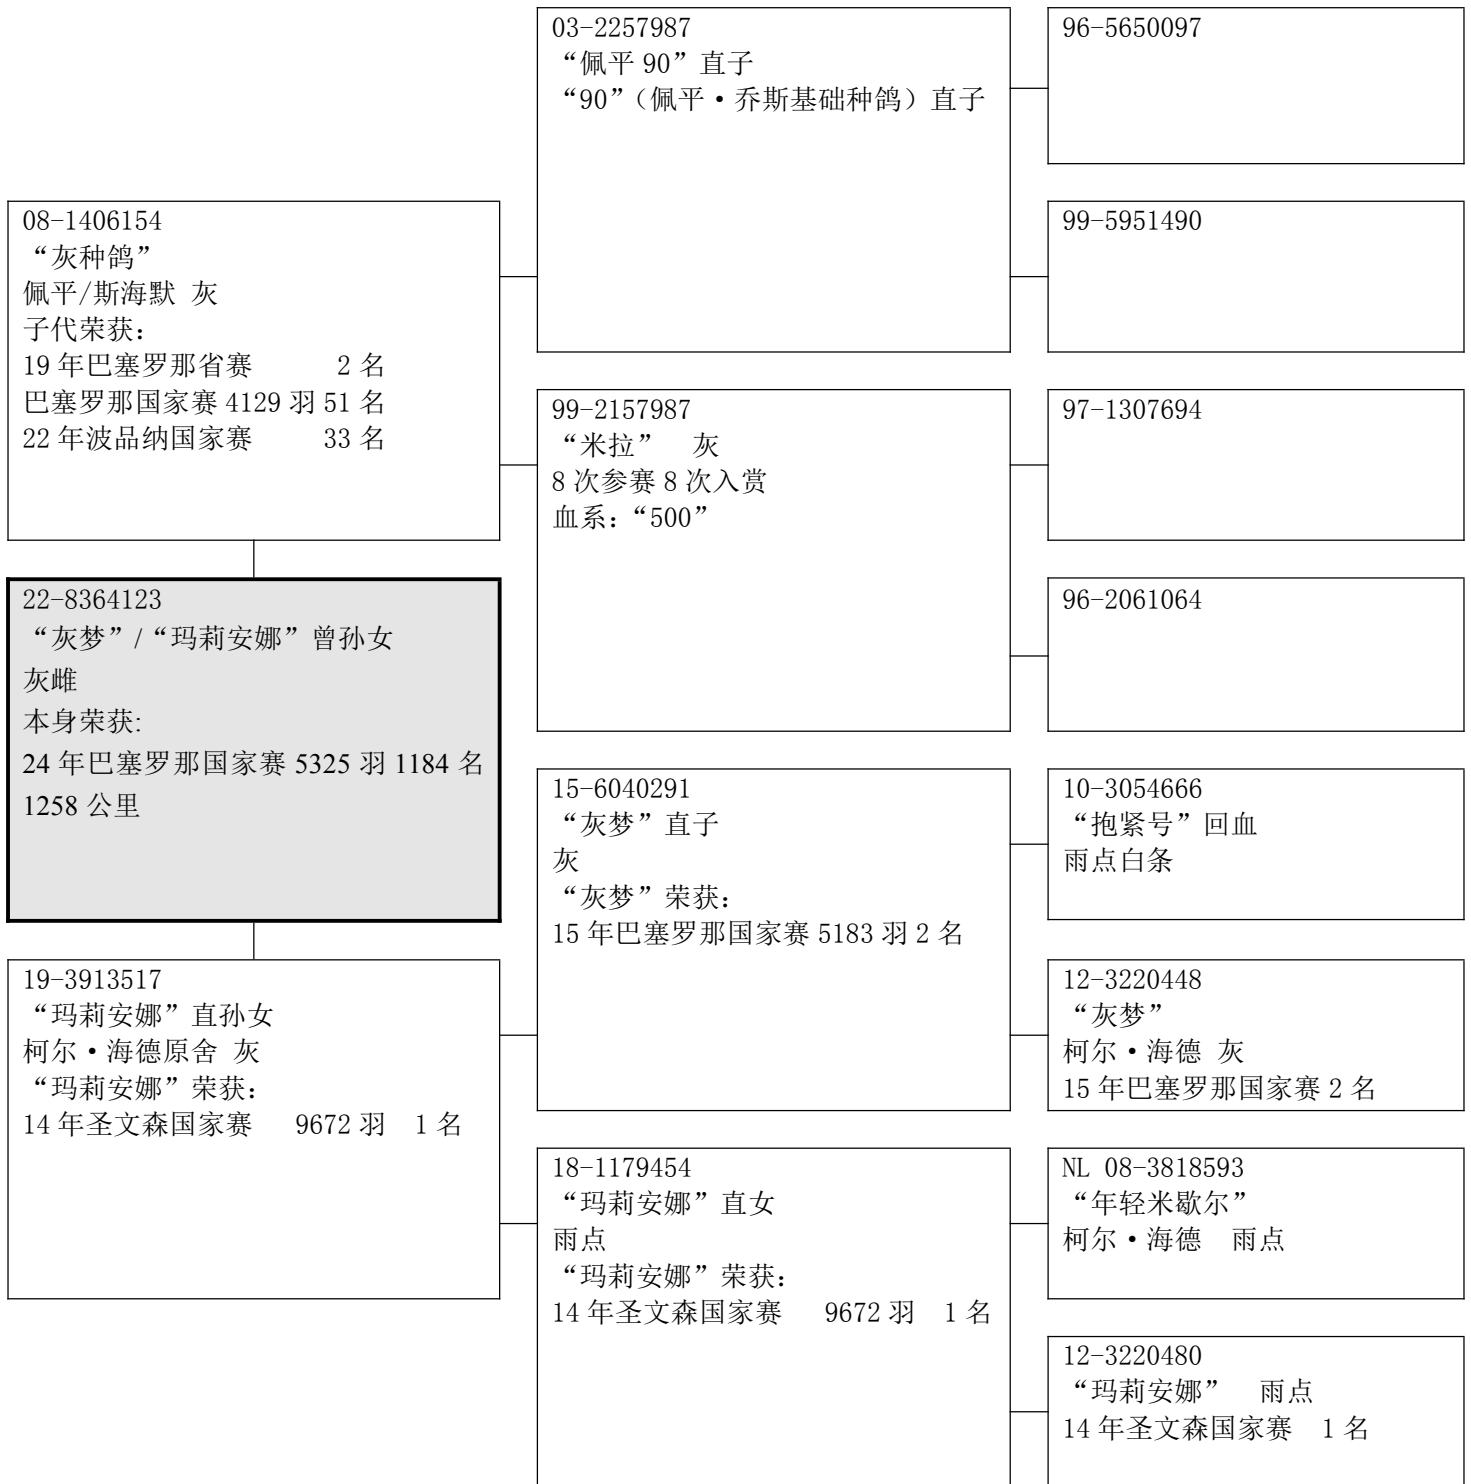 08-1406154
“灰种鸽”
佩平/斯海默 灰
子代荣获：
19 年巴塞罗那省赛 2 名
巴塞罗那国家赛 4129 羽 51 名
22 年波品纳国家赛 33 名
22-8364123
“灰梦”/“玛莉安娜”曾孙女
灰雌
本身荣获:
24 年巴塞罗那国家赛 5325 羽 1184 名
1258 公里
19-3913517
“玛莉安娜”直孙女
柯尔·海德原舍 灰
“玛莉安娜”荣获：
14 年圣文森国家赛 9672 羽 1 名
03-2257987
“佩平 90”直子
“90”（佩平·乔斯基础种鸽）直子
99-2157987
“米拉” 灰
8 次参赛 8 次入赏
血系：“500”
15-6040291
“灰梦”直子
灰
“灰梦”荣获：
15 年巴塞罗那国家赛 5183 羽 2 名
18-1179454
“玛莉安娜”直女
雨点
“玛莉安娜”荣获：
14 年圣文森国家赛 9672 羽 1 名
96-5650097
99-5951490
97-1307694
96-2061064
10-3054666
“抱紧号”回血
雨点白条
12-3220448
“灰梦”
柯尔·海德 灰
15 年巴塞罗那国家赛 2 名
NL 08-3818593
“年轻米歇尔”
柯尔·海德 雨点
12-3220480
“玛莉安娜” 雨点
14 年圣文森国家赛 1 名